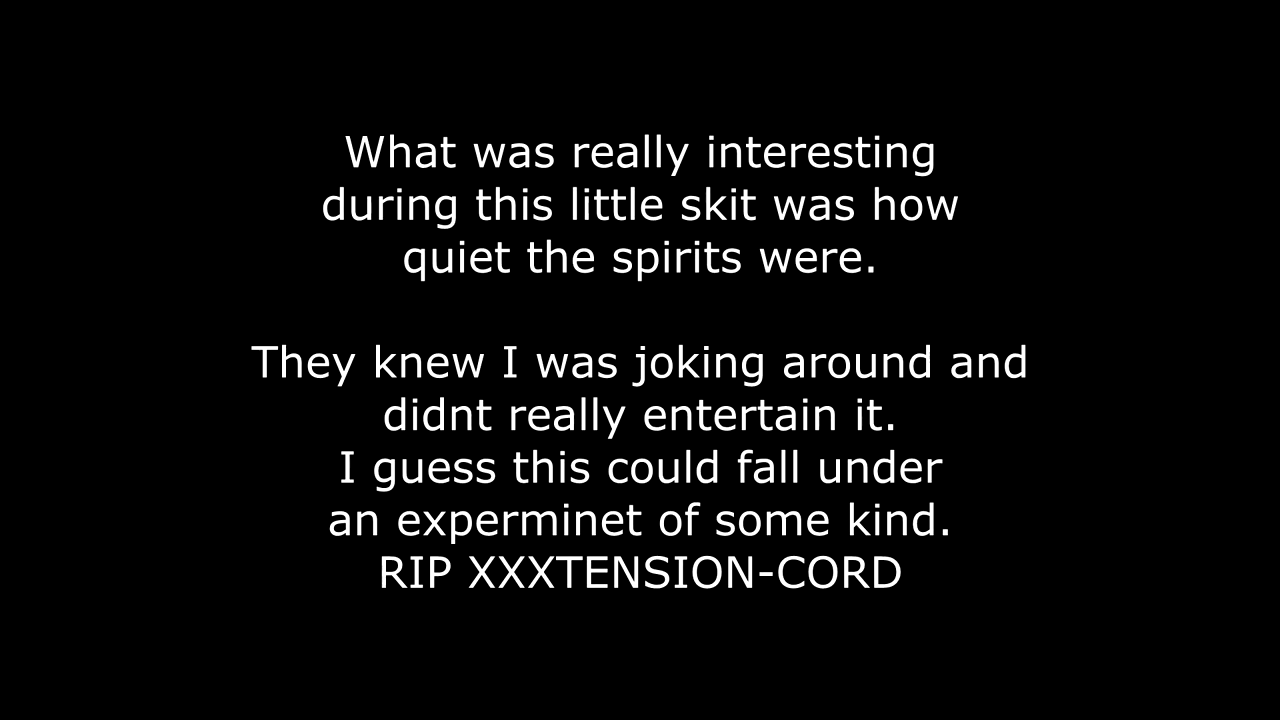 What was really interesting
during this little skit was how
quiet the spirits were.
They knew I was joking around and
didnt really entertain it.
I guess this could fall under
an experminet of some kind.
RIP XXXTENSION-CORD